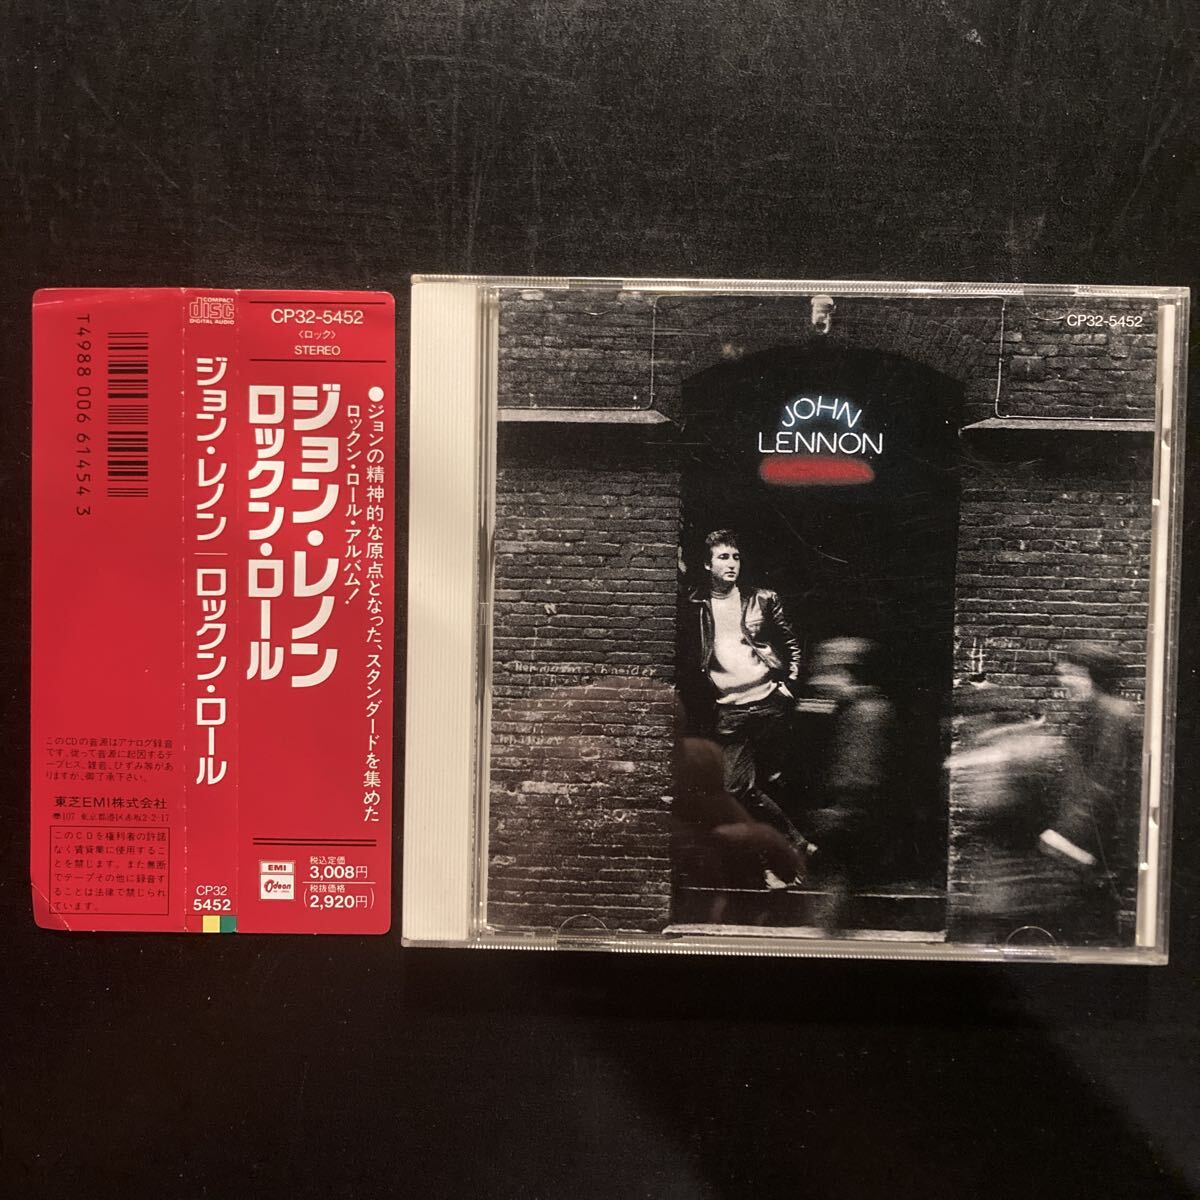 T4988 006 61454 3
このCDの音源はアナログ録音
です。従って音源に起因するテ
ープヒス、雑音、ひずみ等があ
りますが、御了承下さい。
東芝EMI株式会社
〠107 東京都港区赤坂2-2-17
このCDを権利者の許諾
なく賃貸業に使用するこ
とを禁じます。また無断
でテープその他に録音す
ることは法律で禁じられ
ています。
COMPACT
disc
DIGITAL AUDIO
ジョン・レノン ロックン・ロール
CP32
5452
CP32-5452
〈ロック〉
STEREO
●ジョンの精神的な原点となった、スタンダードを集めた
ロックン・ロール・アルバム！
ジョン・レノン
ロックン・ロール
EMI
Odeon
税込定価
3,008円
税抜価格
2,920円
CP32-5452
JOHN
LENNON